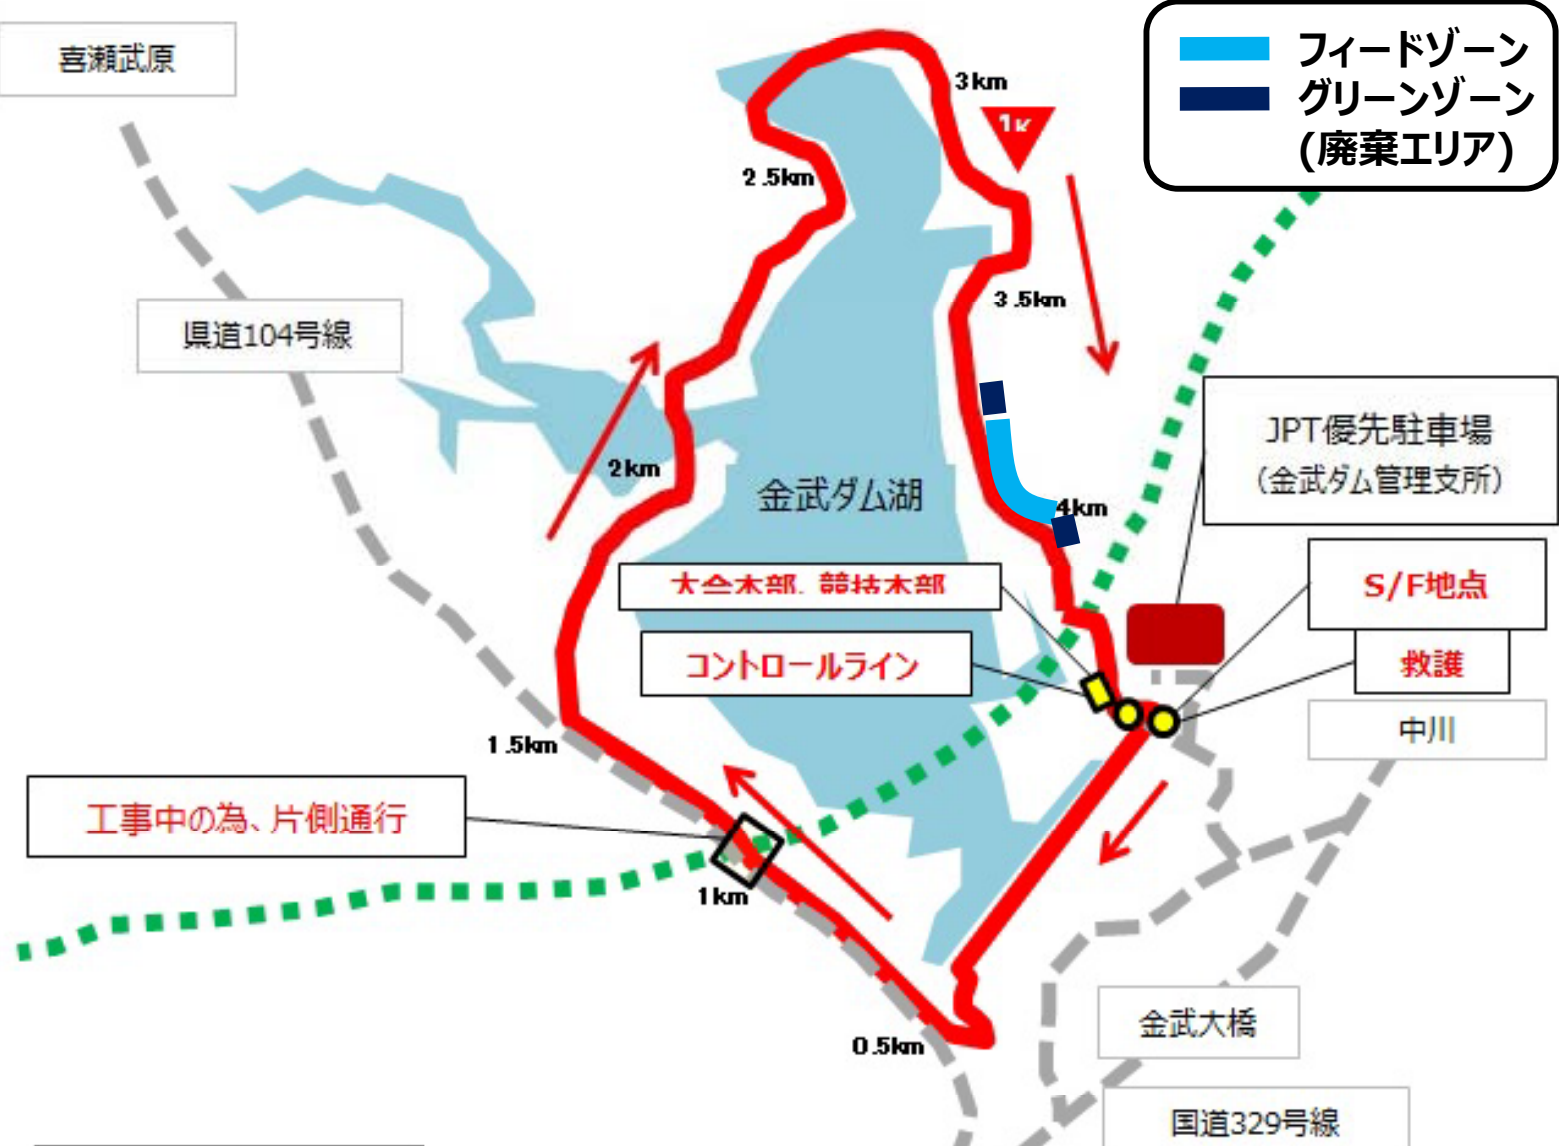 喜瀬武原
フィードゾーン
グリーンゾーン
(廃棄エリア)
3km
1K
2.5km
県道104号線
3.5km
JPT優先駐車場
（金武ダム管理支所）
2km
金武ダム湖
4km
大会本部、競技本部
S/F地点
コントロールライン
救護
中川
1.5km
工事中の為、片側通行
1km
金武大橋
0.5km
国道329号線